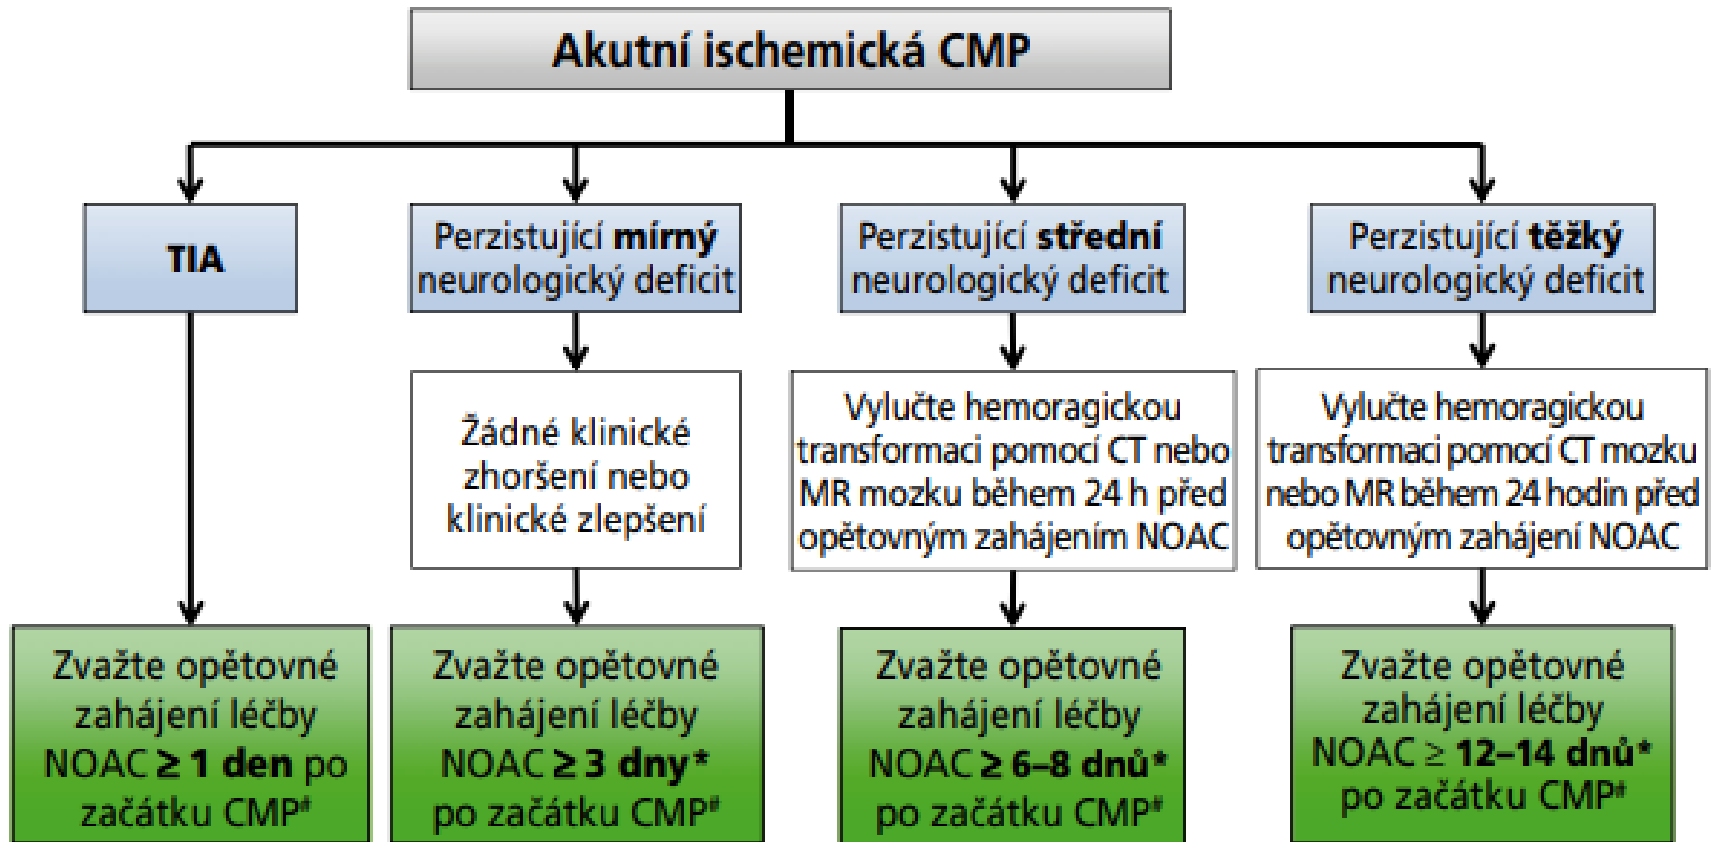 Akutní ischemická CMP
TIA
Perzistující mírný
neurologický deficit
Perzistující střední
neurologický deficit
Perzistující těžký
neurologický deficit
Žádné klinické
zhoršení nebo
klinické zlepšení
Vylučte hemoragickou
transformaci pomocí CT nebo
MR mozku během 24 h před
opětovným zahájením NOAC
Vylučte hemoragickou
transformaci pomocí CT mozku
nebo MR během 24 hodin před
opětovným zahájení NOAC
Zvažte opětovné
zahájení léčby
NOAC ≥ 1 den po
začátku CMP#
Zvažte opětovné
zahájení léčby
NOAC ≥ 3 dny*
po začátku CMP#
Zvažte opětovné
zahájení léčby
NOAC ≥ 6–8 dnů*
po začátku CMP#
Zvažte opětovné
zahájení léčby
NOAC ≥ 12–14 dnů*
po začátku CMP#